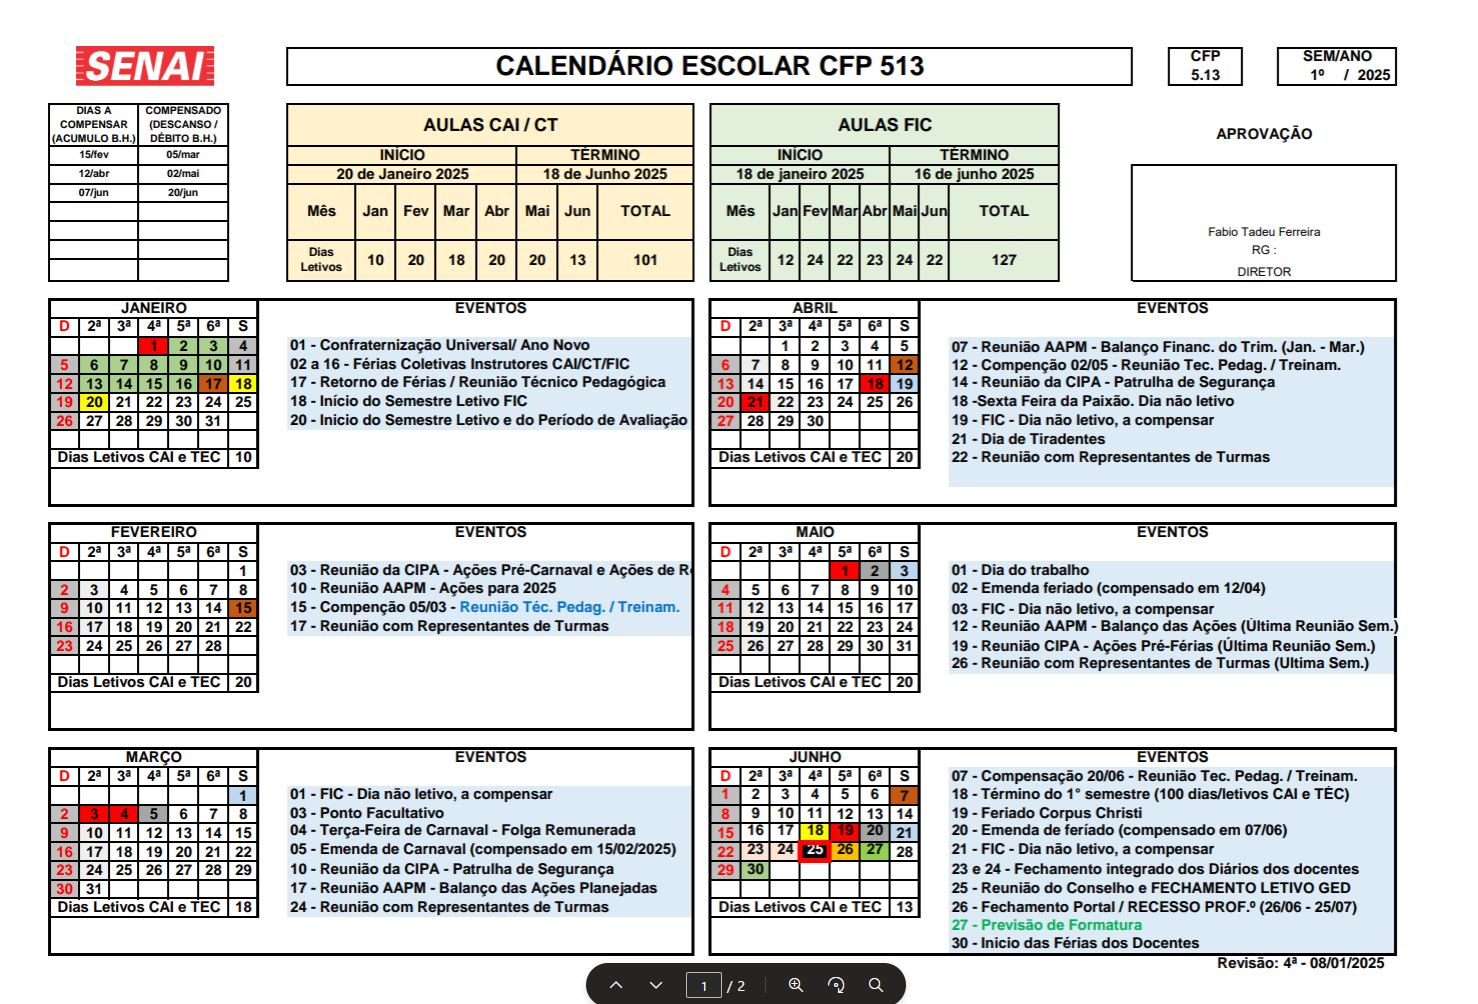 SENAI
CALENDÁRIO ESCOLAR CFP 513
CFP
5.13
SEM/ANO
1º / 2025
DIAS A COMPENSAR (ACUMULO B.H.) COMPENSADO (DESCANSO / DÉBITO B.H.)
15/fev 05/mar
12/abr 02/mai
07/jun 20/jun
AULAS CAI / CT
INÍCIO TÉRMINO
20 de Janeiro 2025 18 de Junho 2025
Mês Jan Fev Mar Abr Mai Jun TOTAL
Dias Letivos 10 20 18 20 20 13 101
AULAS FIC
INÍCIO TÉRMINO
18 de janeiro 2025 16 de junho 2025
Mês Jan Fev Mar Abr Mai Jun TOTAL
Dias Letivos 12 24 22 23 24 22 127
APROVAÇÃO
Fabio Tadeu Ferreira
RG :
DIRETOR
JANEIRO
D 2ª 3ª 4ª 5ª 6ª S
1 2 3 4
5 6 7 8 9 10 11
12 13 14 15 16 17 18
19 20 21 22 23 24 25
26 27 28 29 30 31
Dias Letivos CAI e TEC 10
EVENTOS
01 - Confraternização Universal/ Ano Novo
02 a 16 - Férias Coletivas Instrutores CAI/CT/FIC
17 - Retorno de Férias / Reunião Técnico Pedagógica
18 - Início do Semestre Letivo FIC
20 - Inicio do Semestre Letivo e do Período de Avaliação
ABRIL
D 2ª 3ª 4ª 5ª 6ª S
1 2 3 4 5
6 7 8 9 10 11 12
13 14 15 16 17 18 19
20 21 22 23 24 25 26
27 28 29 30
Dias Letivos CAI e TEC 20
EVENTOS
07 - Reunião AAPM - Balanço Financ. do Trim. (Jan. - Mar.)
12 - Compenção 02/05 - Reunião Tec. Pedag. / Treinam.
14 - Reunião da CIPA - Patrulha de Segurança
18 -Sexta Feira da Paixão. Dia não letivo
19 - FIC - Dia não letivo, a compensar
21 - Dia de Tiradentes
22 - Reunião com Representantes de Turmas
FEVEREIRO
D 2ª 3ª 4ª 5ª 6ª S
1
2 3 4 5 6 7 8
9 10 11 12 13 14 15
16 17 18 19 20 21 22
23 24 25 26 27 28
Dias Letivos CAI e TEC 20
EVENTOS
03 - Reunião da CIPA - Ações Pré-Carnaval e Ações de R
10 - Reunião AAPM - Ações para 2025
15 - Compenção 05/03 - Reunião Téc. Pedag. / Treinam.
17 - Reunião com Representantes de Turmas
MAIO
D 2ª 3ª 4ª 5ª 6ª S
1 2 3
4 5 6 7 8 9 10
11 12 13 14 15 16 17
18 19 20 21 22 23 24
25 26 27 28 29 30 31
Dias Letivos CAI e TEC 20
EVENTOS
01 - Dia do trabalho
02 - Emenda feriado (compensado em 12/04)
03 - FIC - Dia não letivo, a compensar
12 - Reunião AAPM - Balanço das Ações (Última Reunião Sem.)
19 - Reunião CIPA - Ações Pré-Férias (Última Reunião Sem.)
26 - Reunião com Representantes de Turmas (Ultima Sem.)
MARÇO
D 2ª 3ª 4ª 5ª 6ª S
1
2 3 4 5 6 7 8
9 10 11 12 13 14 15
16 17 18 19 20 21 22
23 24 25 26 27 28 29
30 31
Dias Letivos CAI e TEC 18
EVENTOS
01 - FIC - Dia não letivo, a compensar
03 - Ponto Facultativo
04 - Terça-Feira de Carnaval - Folga Remunerada
05 - Emenda de Carnaval (compensado em 15/02/2025)
10 - Reunião da CIPA - Patrulha de Segurança
17 - Reunião AAPM - Balanço das Ações Planejadas
24 - Reunião com Representantes de Turmas
JUNHO
D 2ª 3ª 4ª 5ª 6ª S
1 2 3 4 5 6 7
8 9 10 11 12 13 14
15 16 17 18 19 20 21
22 23 24 25 26 27 28
29 30
Dias Letivos CAI e TEC 13
EVENTOS
07 - Compensação 20/06 - Reunião Tec. Pedag. / Treinam.
18 - Término do 1° semestre (100 dias/letivos CAI e TÉC)
19 - Feriado Corpus Christi
20 - Emenda de feríado (compensado em 07/06)
21 - FIC - Dia não letivo, a compensar
23 e 24 - Fechamento integrado dos Diários dos docentes
25 - Reunião do Conselho e FECHAMENTO LETIVO GED
26 - Fechamento Portal / RECESSO PROF.º (26/06 - 25/07)
27 - Previsão de Formatura
30 - Inicio das Férias dos Docentes
Revisão: 4ª - 08/01/2025
1 / 2